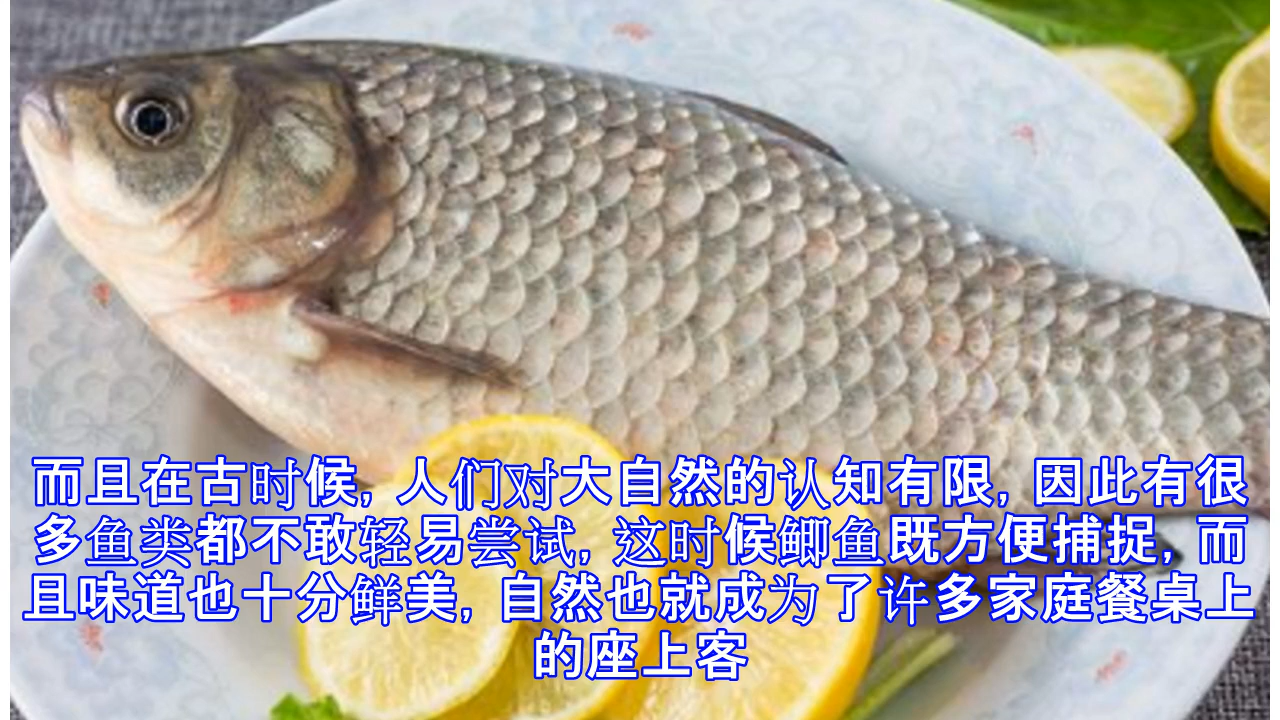 而且在古时候, 人们对大自然的认知有限, 因此有很
多鱼类都不敢轻易尝试, 这时候鲫鱼既方便捕捉, 而
且味道也十分鲜美, 自然也就成为了许多家庭餐桌上
的座上客